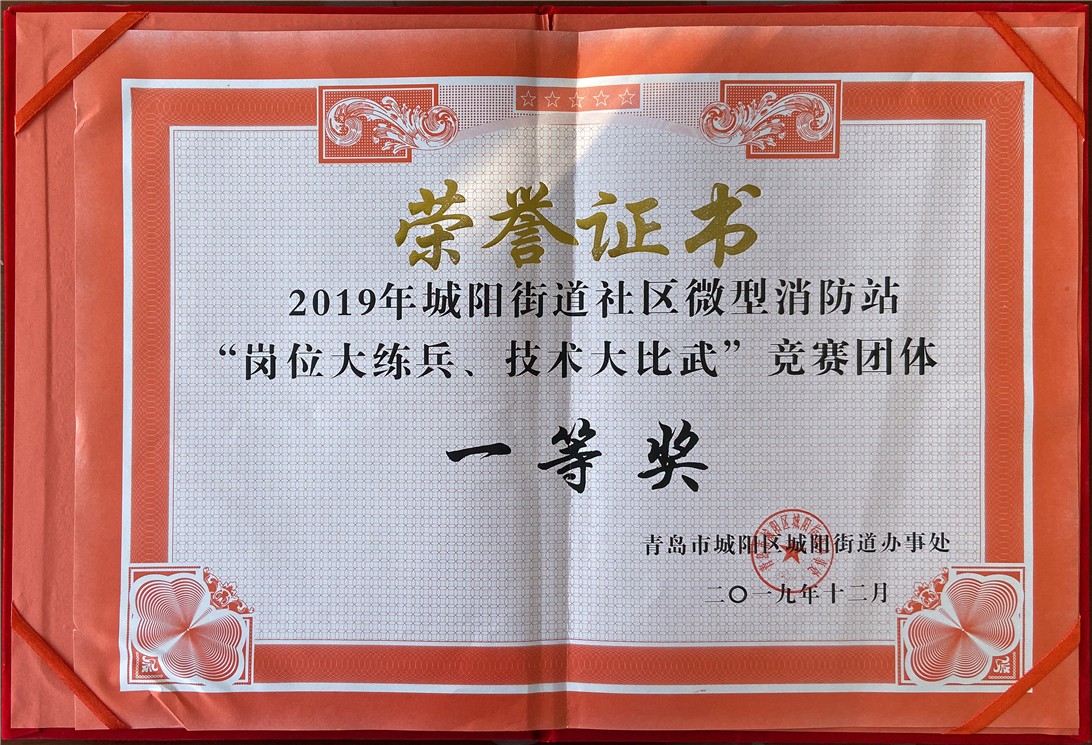 荣誉证书
2019年城阳街道社区微型消防站
“岗位大练兵、技术大比武”竞赛团体
一等奖
青岛市城阳区城阳街道办事处
二〇一九年十二月